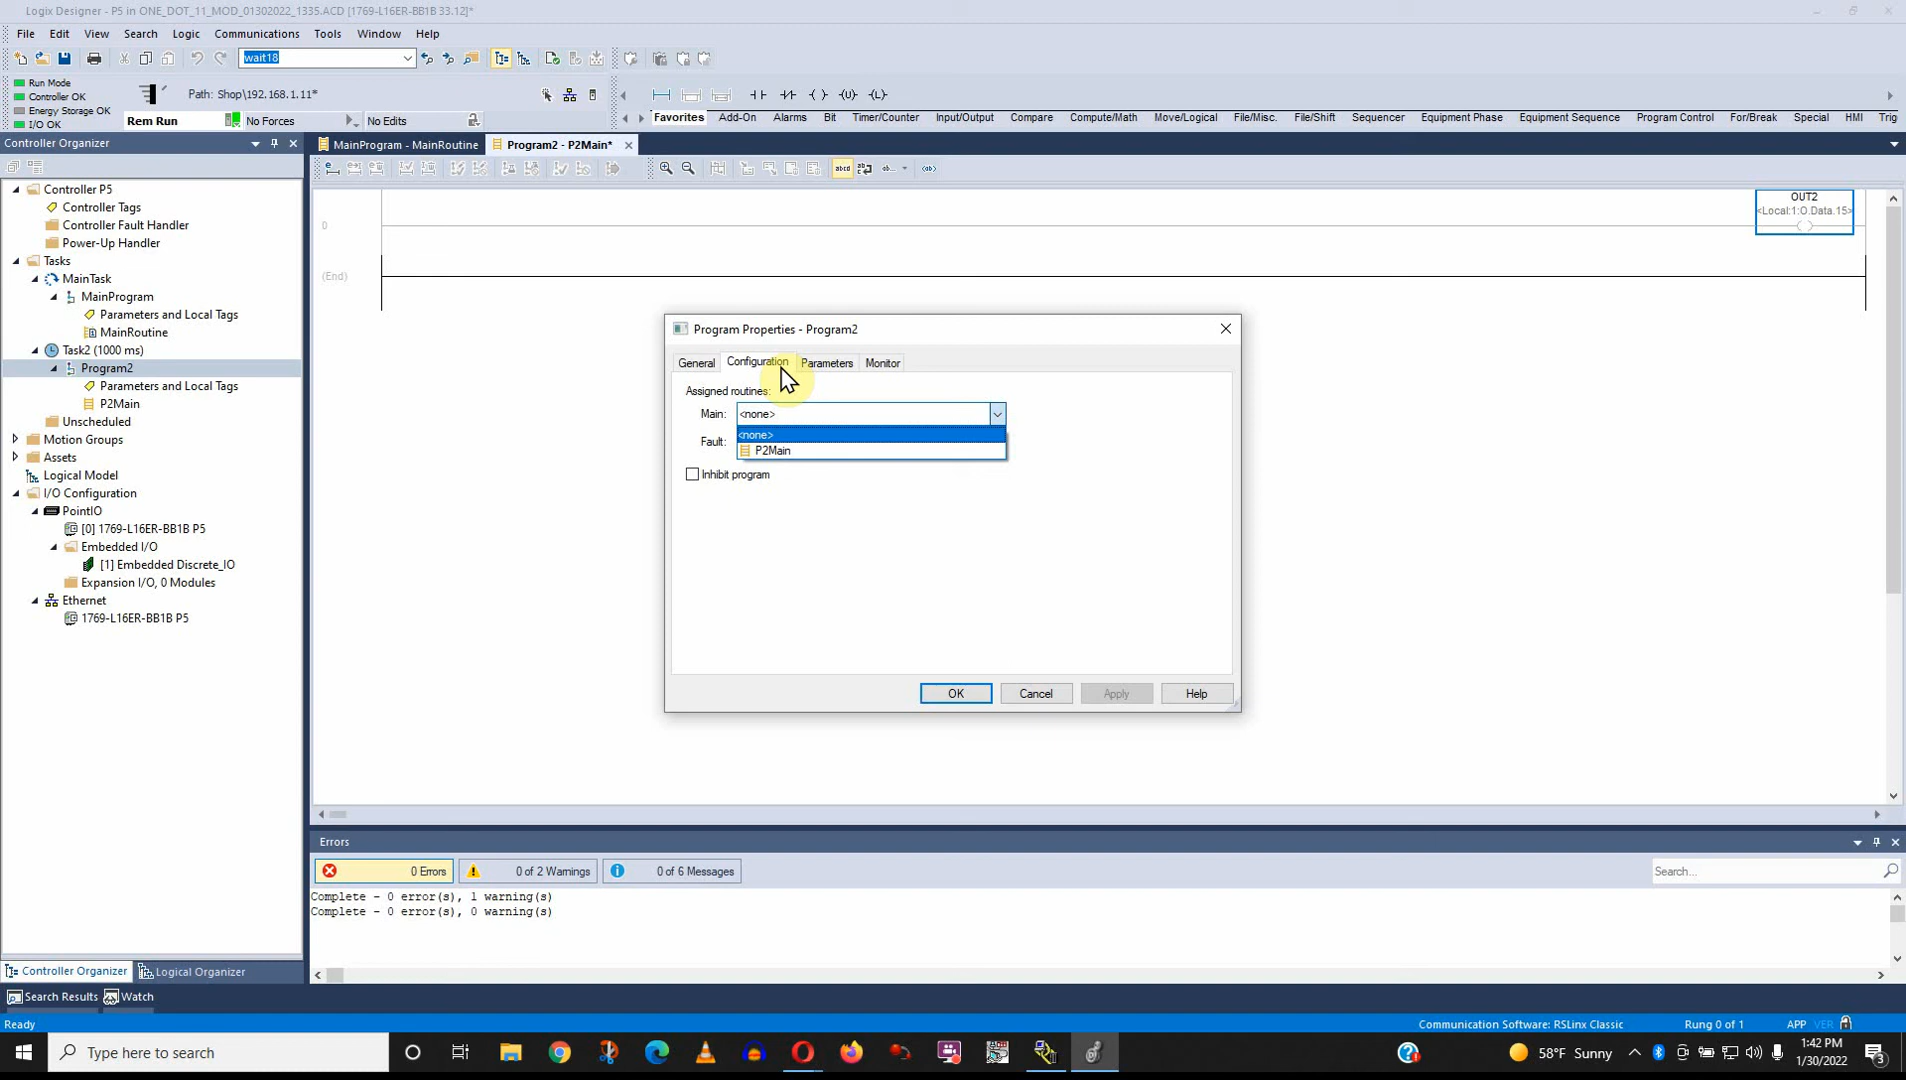 Logix Designer - P5 in ONE_DOT_11_MOD_01302022_1335.ACD [1769-L16ER-BB1B 33.12]*
File Edit View Search Logic Communications Tools Window Help
wait18
Run Mode
Controller OK
Energy Storage OK
I/O OK
Path: Shop\192.168.1.11*
Rem Run
No Forces
No Edits
Favorites Add-On Alarms Bit Timer/Counter Input/Output Compare Compute/Math Move/Logical File/Misc. File/Shift Sequencer Equipment Phase Equipment Sequence Program Control For/Break Special HMI Trig
Controller Organizer
MainProgram - MainRoutine
Program2 - P2Main*
Controller P5
Controller Tags
Controller Fault Handler
Power-Up Handler
Tasks
MainTask
MainProgram
Parameters and Local Tags
MainRoutine
Task2 (1000 ms)
Program2
Parameters and Local Tags
P2Main
Unscheduled
Motion Groups
Assets
Logical Model
I/O Configuration
PointIO
[0] 1769-L16ER-BB1B P5
Embedded I/O
[1] Embedded Discrete_IO
Expansion I/O, 0 Modules
Ethernet
1769-L16ER-BB1B P5
Controller Organizer
Logical Organizer
0
(End)
OUT2
<Local:1:O.Data.15>
Program Properties - Program2
General Configuration Parameters Monitor
Assigned routines:
Main: <none>
<none>
Fault:
P2Main
Inhibit program
OK Cancel Apply Help
Errors
0 Errors
0 of 2 Warnings
0 of 6 Messages
Search...
Complete - 0 error(s), 1 warning(s)
Complete - 0 error(s), 0 warning(s)
Search Results Watch
Ready
Communication Software: RSLinx Classic
Rung 0 of 1
APP VER
Type here to search
58°F Sunny
1:42 PM
1/30/2022
3